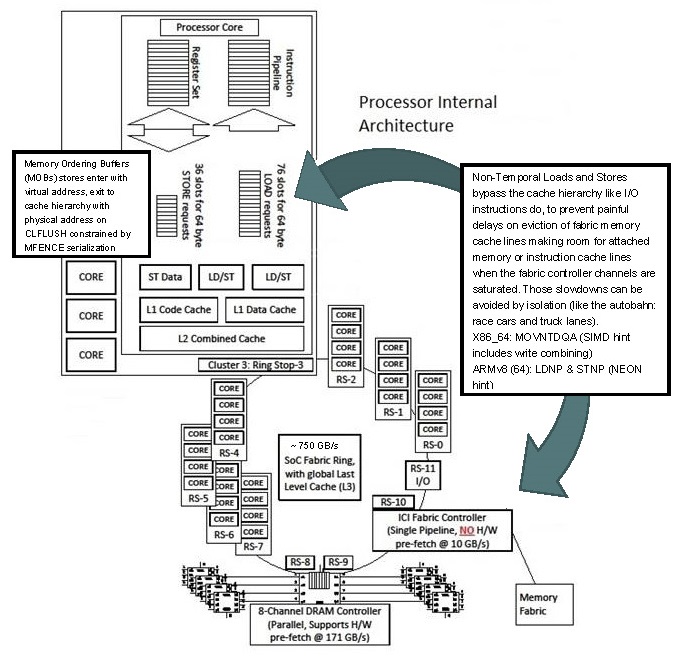 Processor Core
Register Set
Instruction
Pipeline
Processor Internal
Architecture
Memory Ordering Buffers
(MOBs) stores enter with
virtual address, exit to
cache hierarchy with
physical address on
CLFLUSH constrained by
MFENCE serialization
36 slots for 64 byte
STORE requests
76 slots for 64 byte
LOAD requests
Non-Temporal Loads and Stores
bypass the cache hierarchy like I/O
instructions do, to prevent painful
delays on eviction of fabric memory
cache lines making room for attached
memory or instruction cache lines
when the fabric controller channels are
saturated. Those slowdowns can be
avoided by isolation (like the autobahn:
race cars and truck lanes).
X86_64: MOVNTDQA (SIMD hint
includes write combining)
ARMv8 (64): LDNP & STNP (NEON
hint)
CORE
CORE
CORE
ST Data
LD/ST
LD/ST
L1 Code Cache
L1 Data Cache
L2 Combined Cache
Cluster 3: Ring Stop-3
CORE
CORE
CORE
CORE
RS-2
CORE
CORE
CORE
CORE
RS-1
CORE
CORE
CORE
CORE
RS-0
CORE
CORE
CORE
CORE
RS-4
CORE
CORE
CORE
CORE
RS-5
CORE
CORE
CORE
CORE
RS-6
CORE
CORE
CORE
CORE
RS-7
~ 750 GB/s
SoC Fabric Ring,
with global Last
Level Cache (L3)
RS-11
I/O
RS-10
ICI Fabric Controller
(Single Pipeline, NO H/W
pre-fetch @ 10 GB/s)
RS-8
RS-9
8-Channel DRAM Controller
(Parallel, Supports H/W
pre-fetch @ 171 GB/s)
Memory
Fabric